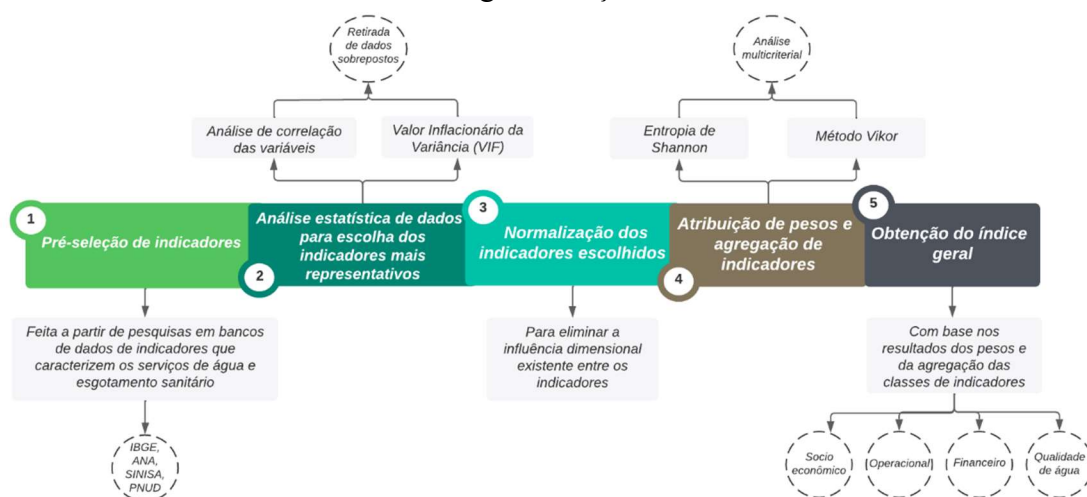 Retirada
de dados
sobrepostos
Análise
multicriterial
Análise de correlação
das variáveis
Valor Inflacionário da
Variância (VIF)
Entropia de
Shannon
Método Vikor
1
Pré-seleção de indicadores
2
Análise estatística de dados
para escolha dos
indicadores mais
representativos
3
Normalização dos
indicadores escolhidos
4
Atribuição de pesos e
agregação de
indicadores
5
Obtenção do índice
geral
Feita a partir de pesquisas em bancos
de dados de indicadores que
caracterizem os serviços de água e
esgotamento sanitário
Para eliminar a
influência dimensional
existente entre os
indicadores
Com base nos
resultados dos pesos e
da agregação das
classes de indicadores
IBGE,
ANA,
SINISA,
PNUD
Socio
econômico
Operacional
Financeiro
Qualidade
de água